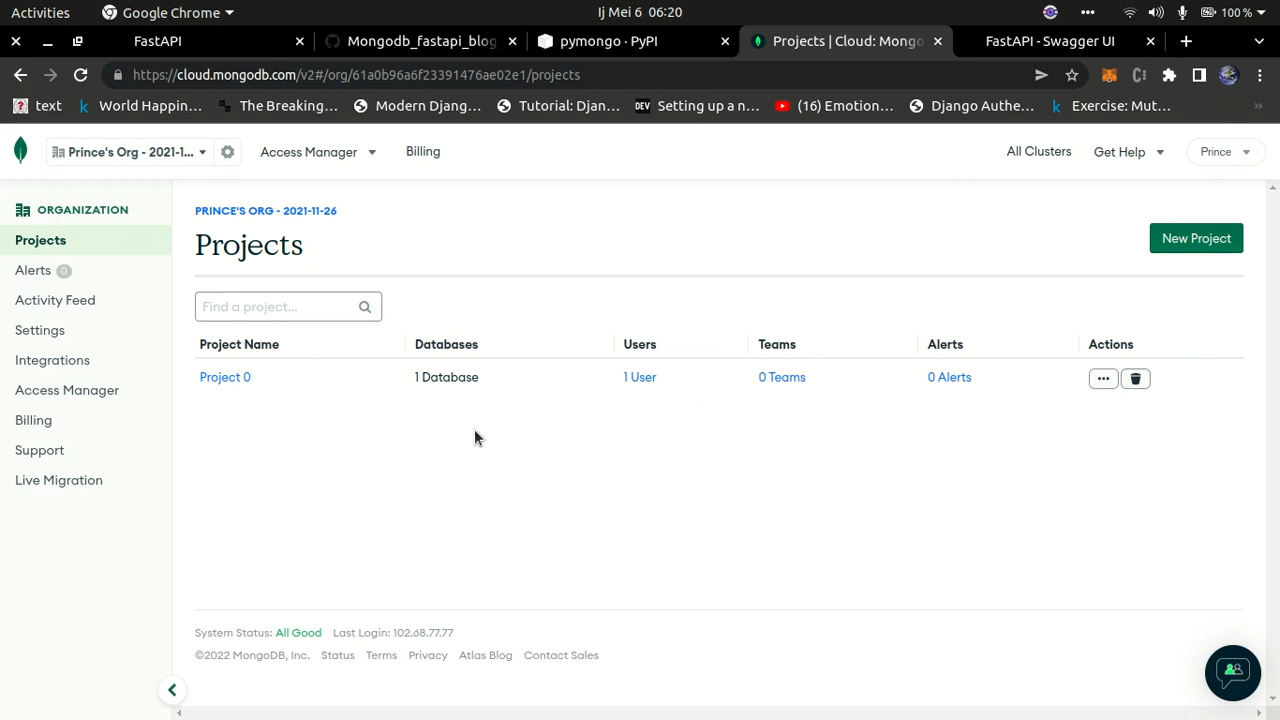 Activities Google Chrome Ij Mei 6 06:20 100 %
FastAPI Mongodb_fastapi_blog pymongo · PyPI Projects | Cloud: Mongo FastAPI - Swagger UI
https://cloud.mongodb.com/v2#/org/61a0b96a6f23391476ae02e1/projects
text World Happin... The Breaking... Modern Djang... Tutorial: Djan... DEV Setting up a n... (16) Emotion... Django Authe... Exercise: Mut...
Prince's Org - 2021-1... Access Manager Billing All Clusters Get Help Prince
ORGANIZATION
Projects
Alerts 0
Activity Feed
Settings
Integrations
Access Manager
Billing
Support
Live Migration
PRINCE'S ORG - 2021-11-26
Projects
New Project
Find a project...
Project Name Databases Users Teams Alerts Actions
Project 0 1 Database 1 User 0 Teams 0 Alerts
System Status: All Good Last Login: 102.68.77.77
©2022 MongoDB, Inc. Status Terms Privacy Atlas Blog Contact Sales